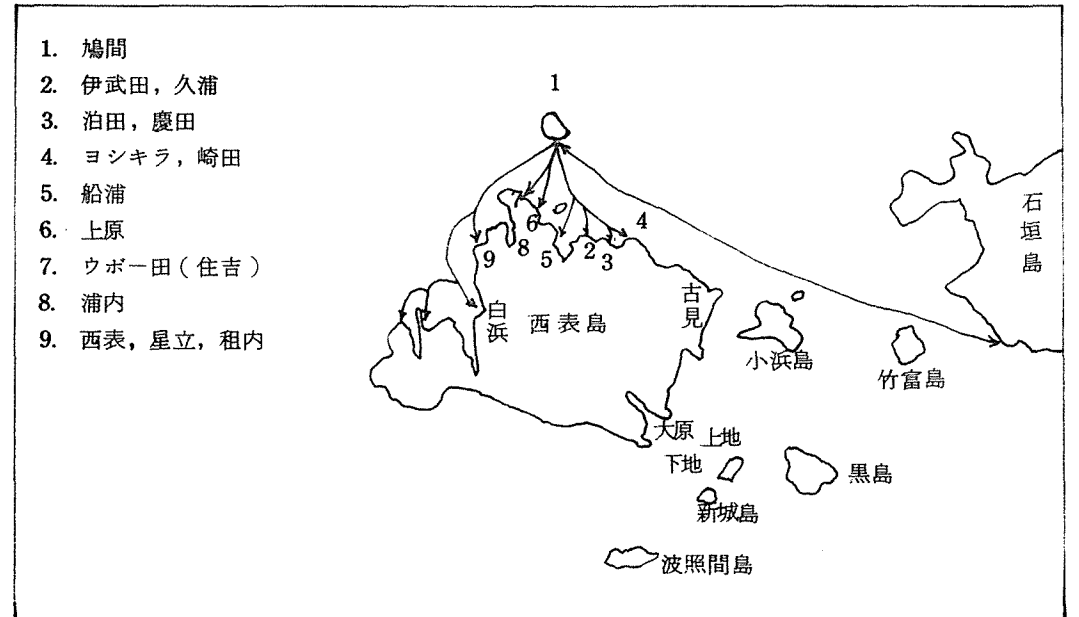 1. 鳩間
2. 伊武田，久浦
3. 泊田，慶田
4. ヨシキラ，崎田
5. 船浦
6. 上原
7. ウボー田（住吉）
8. 浦内
9. 西表，星立，租内
1
4
6
9
8
5
2
3
石垣島
古見
白浜
西表島
小浜島
竹富島
大原
上地
下地
黒島
新城島
波照間島